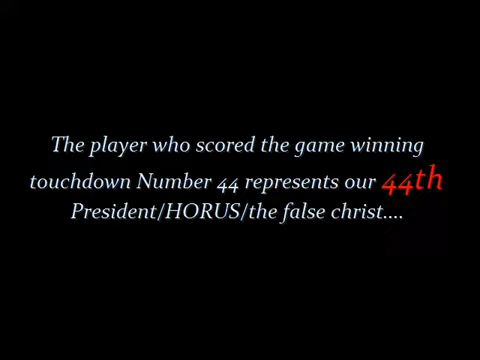 The player who scored the game winning
touchdown Number 44 represents our 44th
President/HORUS/the false christ....